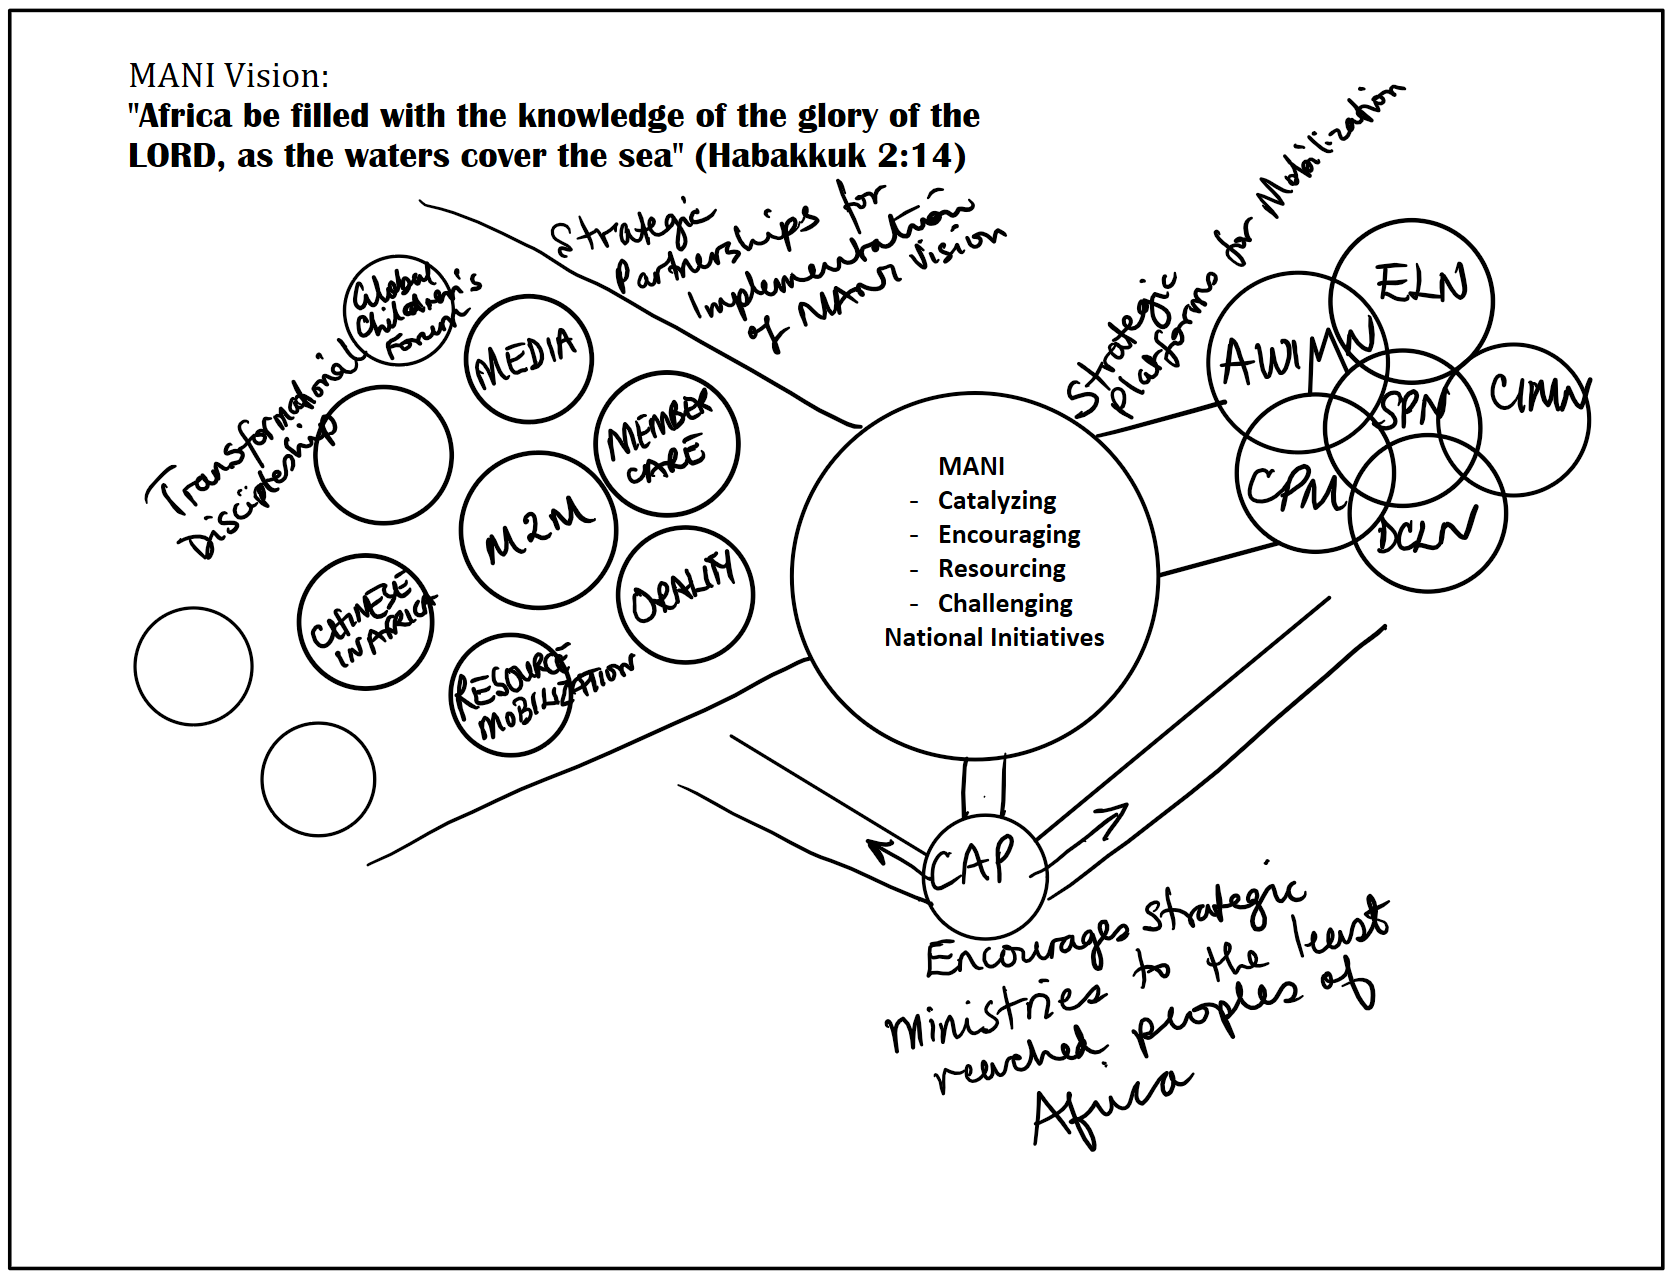 MANI Vision:
"Africa be filled with the knowledge of the glory of the
LORD, as the waters cover the sea" (Habakkuk 2:14)
Strategic
Partnerships for
Implementation
of MANI Vision
Strategic
Platforms for Mobilization
Global
Children's
Forum
MEDIA
MEMBER
CARE
Transformational
Discipleship
M2M
ORALITY
CHINESE
IN AFRICA
RESOURCE
MOBILIZATION
MANI
- Catalyzing
- Encouraging
- Resourcing
- Challenging
National Initiatives
ELN
AWIMN
CIMN
SPN
CPM
DCLN
CAP
Encourages strategic
Ministries to the least
reached peoples of
Africa